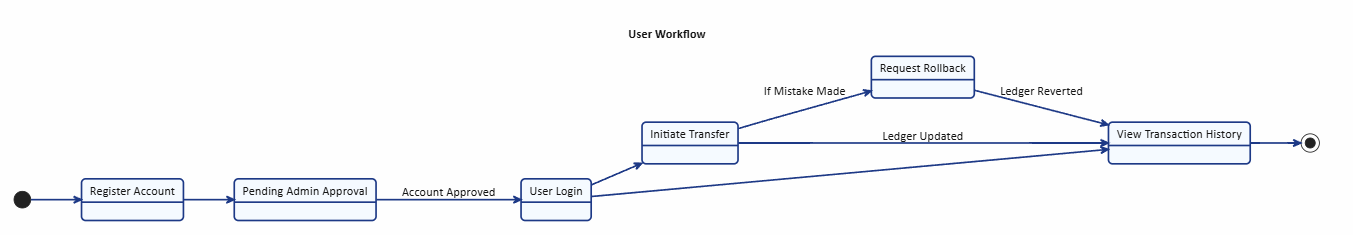 User Workflow
Request Rollback
If Mistake Made
Ledger Reverted
Initiate Transfer
Ledger Updated
View Transaction History
Register Account
Pending Admin Approval
Account Approved
User Login